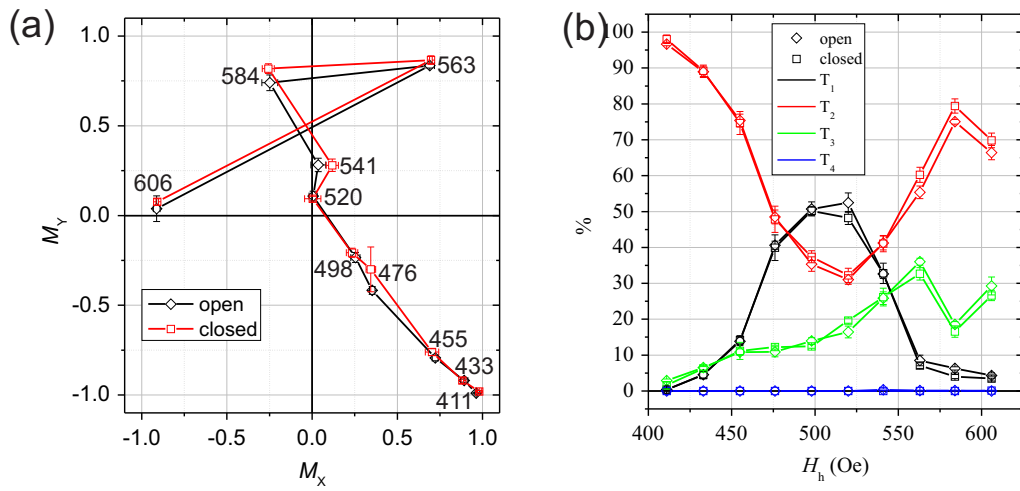 (a)
1.0
0.5
0.0
-0.5
-1.0
M_Y
584
563
541
606
520
498
476
455
433
411
open
closed
-1.0 -0.5 0.0 0.5 1.0
M_X
(b)
100
90
80
70
60
50
40
30
20
10
0
%
open
closed
T_1
T_2
T_3
T_4
400 450 500 550 600
H_h (Oe)